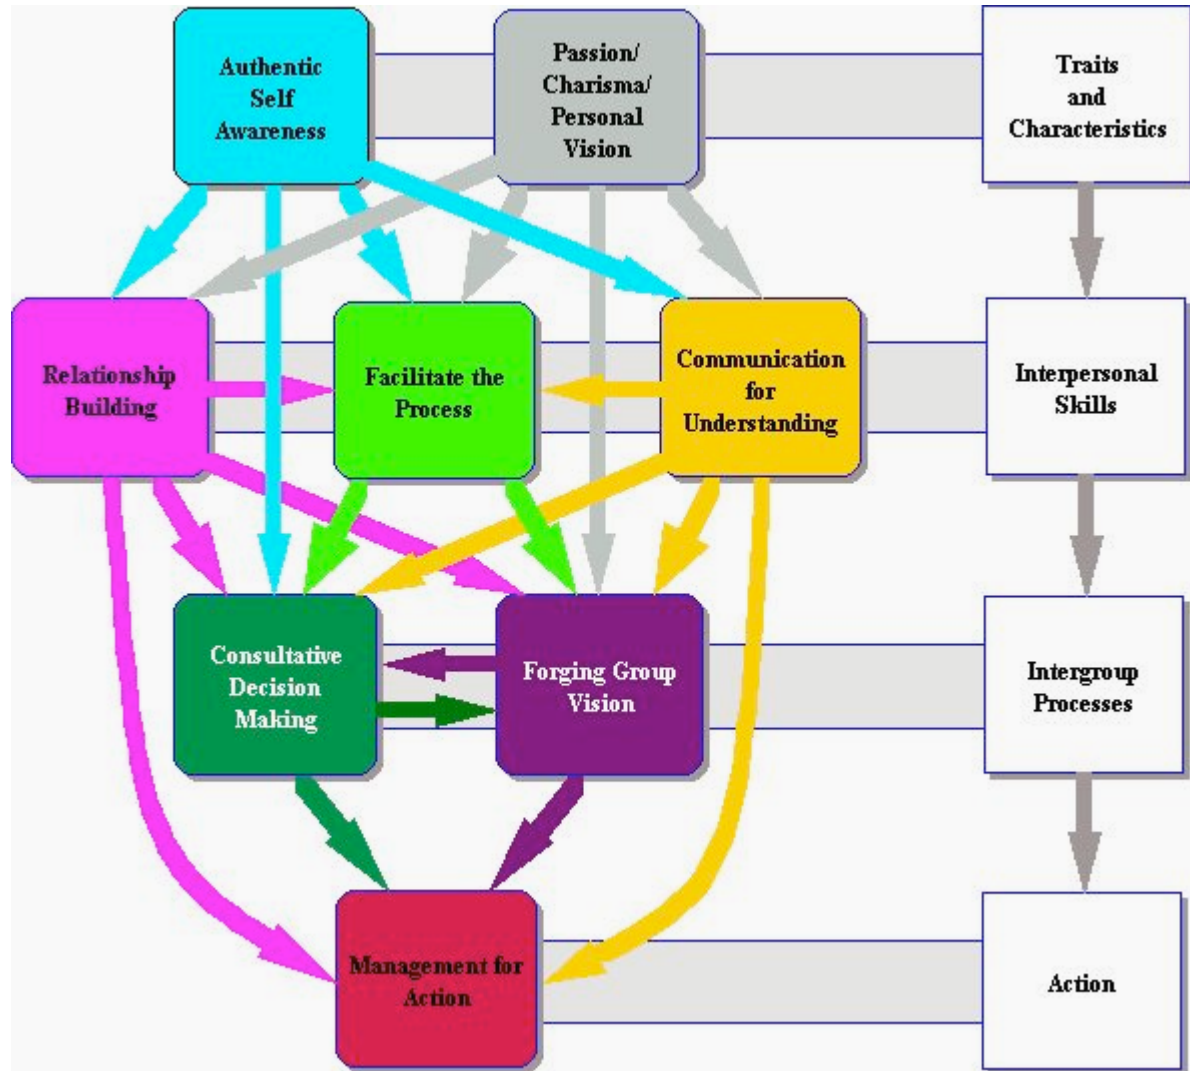 Authentic
Self
Awareness
Passion/
Charisma/
Personal
Vision
Traits
and
Characteristics
Relationship
Building
Facilitate the
Process
Communication
for
Understanding
Interpersonal
Skills
Consultative
Decision
Making
Forging Group
Vision
Intergroup
Processes
Management for
Action
Action